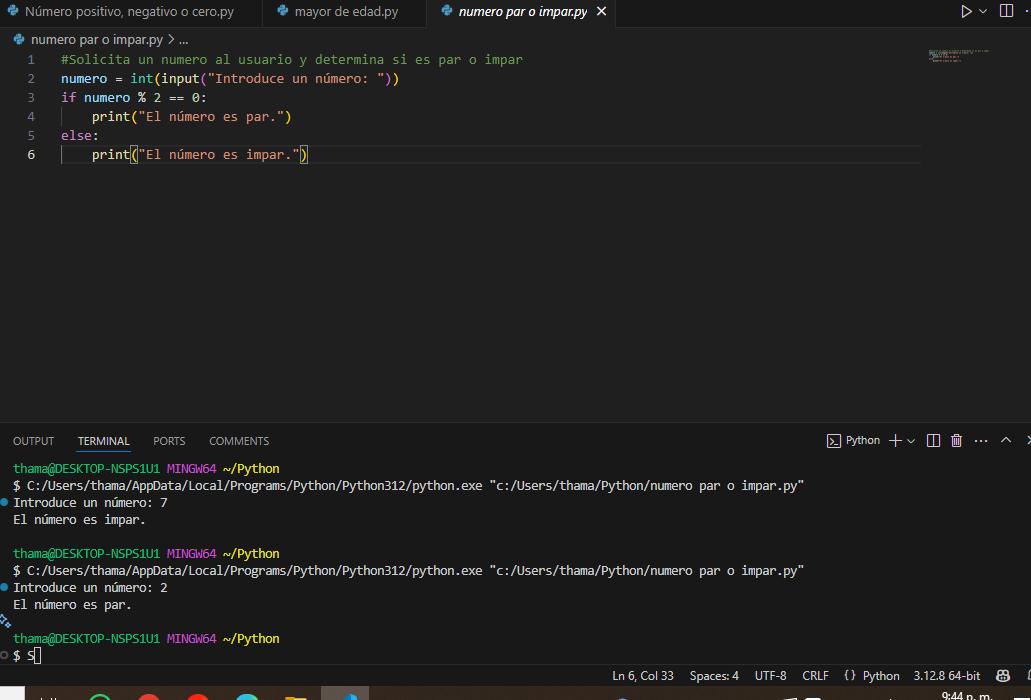 Número positivo, negativo o cero.py
mayor de edad.py
numero par o impar.py
numero par o impar.py > ...
1 #Solicita un numero al usuario y determina si es par o impar
2 numero = int(input("Introduce un número: "))
3 if numero % 2 == 0:
4 print("El número es par.")
5 else:
6 print("El número es impar.")
OUTPUT TERMINAL PORTS COMMENTS
Python
thama@DESKTOP-NSPS1U1 MINGW64 ~/Python
$ C:/Users/thama/AppData/Local/Programs/Python/Python312/python.exe "c:/Users/thama/Python/numero par o impar.py"
Introduce un número: 7
El número es impar.
thama@DESKTOP-NSPS1U1 MINGW64 ~/Python
$ C:/Users/thama/AppData/Local/Programs/Python/Python312/python.exe "c:/Users/thama/Python/numero par o impar.py"
Introduce un número: 2
El número es par.
thama@DESKTOP-NSPS1U1 MINGW64 ~/Python
$ S
Ln 6, Col 33 Spaces: 4 UTF-8 CRLF {} Python 3.12.8 64-bit
9:44 p. m.